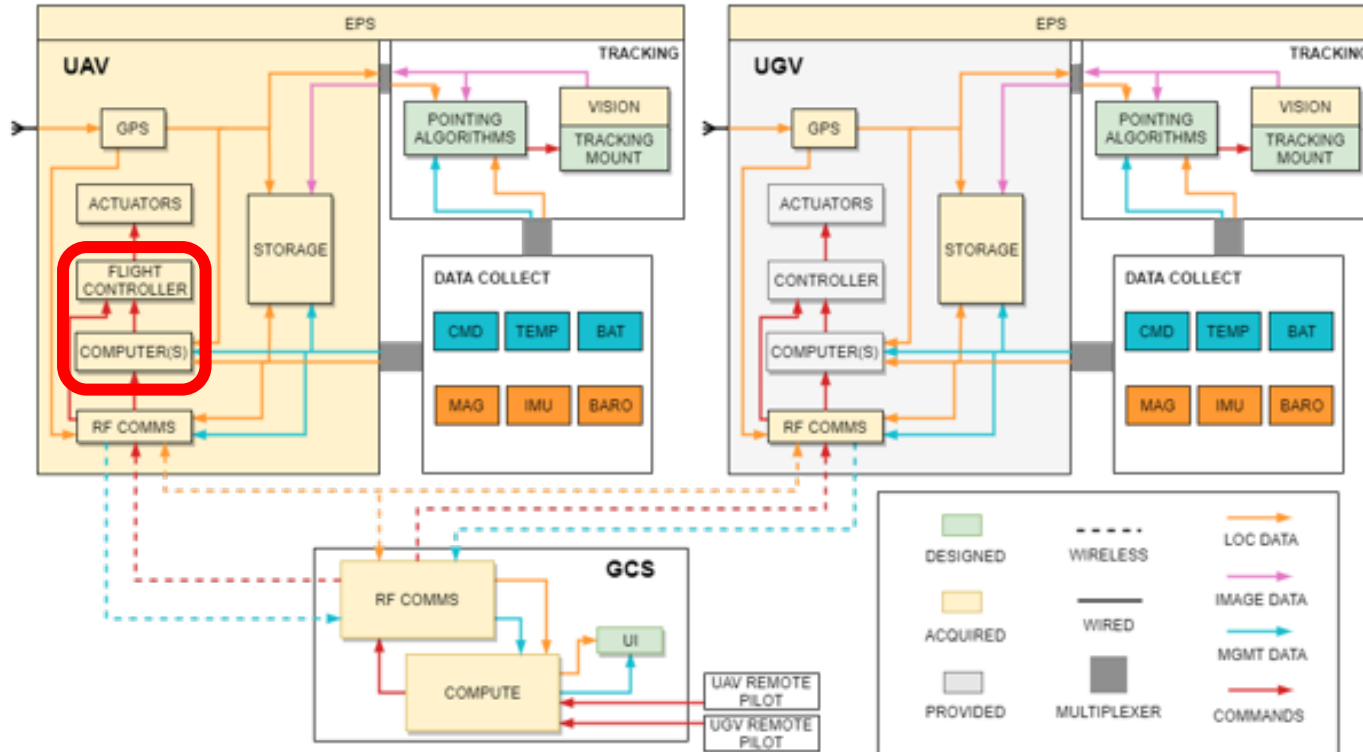 EPS
UAV
TRACKING
GPS
POINTING
ALGORITHMS
VISION
TRACKING
MOUNT
ACTUATORS
STORAGE
FLIGHT
CONTROLLER
COMPUTER(S)
RF COMMS
DATA COLLECT
CMD
TEMP
BAT
MAG
IMU
BARO
EPS
UGV
TRACKING
GPS
POINTING
ALGORITHMS
VISION
TRACKING
MOUNT
ACTUATORS
STORAGE
CONTROLLER
COMPUTER(S)
RF COMMS
DATA COLLECT
CMD
TEMP
BAT
MAG
IMU
BARO
GCS
RF COMMS
UI
COMPUTE
UAV REMOTE
PILOT
UGV REMOTE
PILOT
DESIGNED
WIRELESS
LOC DATA
ACQUIRED
WIRED
IMAGE DATA
MGMT DATA
PROVIDED
MULTIPLEXER
COMMANDS